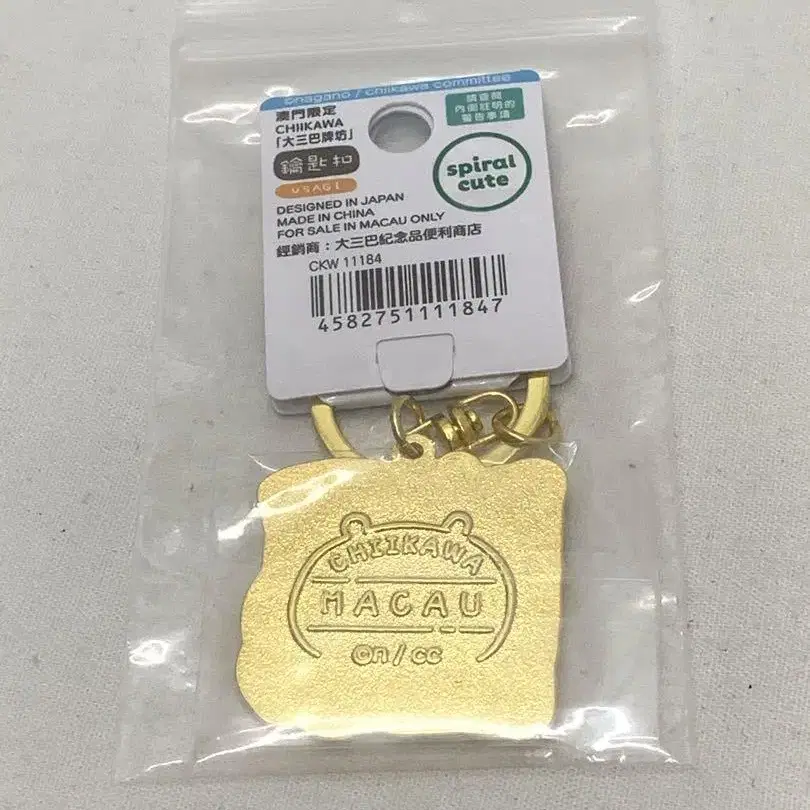 ©nagano / chiikawa committee
澳門限定
CHIIKAWA
「大三巴牌坊」
鑰匙扣
USAGI
請查閱
內側註明的
警告事項
spiral
cute
DESIGNED IN JAPAN
MADE IN CHINA
FOR SALE IN MACAU ONLY
經銷商：大三巴紀念品便利商店
CKW 11184
4582751111847
CHIIKAWA
MACAU
©n / cc